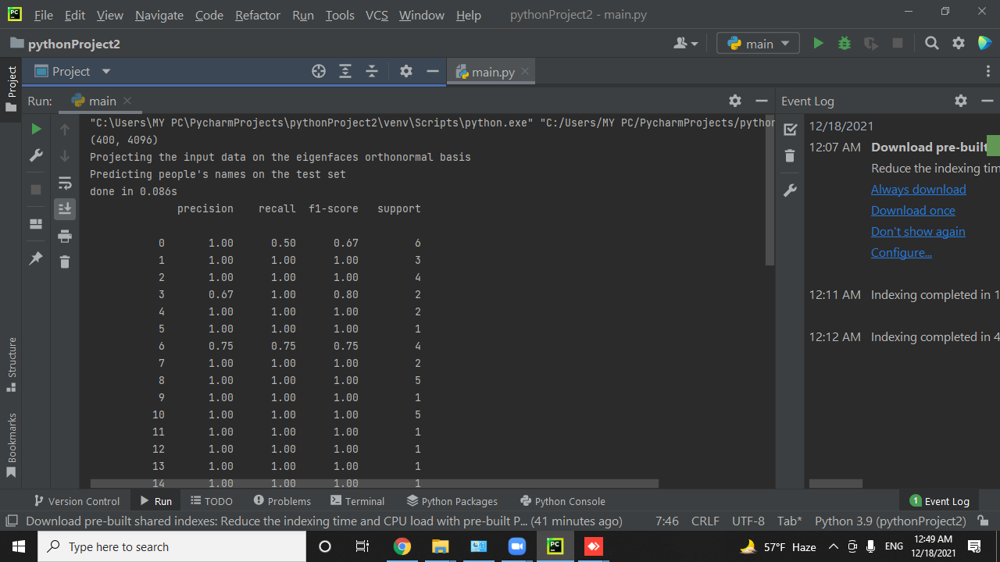 File Edit View Navigate Code Refactor Run Tools VCS Window Help pythonProject2 - main.py
pythonProject2
main
Project
main.py
Run: main
Event Log
Project
Structure
Bookmarks
"C:\Users\MY PC\PycharmProjects\pythonProject2\venv\Scripts\python.exe" "C:/Users/MY PC/PycharmProjects/python
(400, 4096)
Projecting the input data on the eigenfaces orthonormal basis
Predicting people's names on the test set
done in 0.086s
precision recall f1-score support
0 1.00 0.50 0.67 6
1 1.00 1.00 1.00 3
2 1.00 1.00 1.00 4
3 0.67 1.00 0.80 2
4 1.00 1.00 1.00 2
5 1.00 1.00 1.00 1
6 0.75 0.75 0.75 4
7 1.00 1.00 1.00 2
8 1.00 1.00 1.00 5
9 1.00 1.00 1.00 1
10 1.00 1.00 1.00 5
11 1.00 1.00 1.00 1
12 1.00 1.00 1.00 1
13 1.00 1.00 1.00 1
14 1.00 1.00 1.00 1
12/18/2021
12:07 AM Download pre-built
Reduce the indexing tim
Always download
Download once
Don't show again
Configure...
12:11 AM Indexing completed in 1
12:12 AM Indexing completed in 4
Version Control Run TODO Problems Terminal Python Packages Python Console 1 Event Log
Download pre-built shared indexes: Reduce the indexing time and CPU load with pre-built P... (41 minutes ago) 7:46 CRLF UTF-8 Tab* Python 3.9 (pythonProject2)
Type here to search
57°F Haze
ENG
12:49 AM
12/18/2021